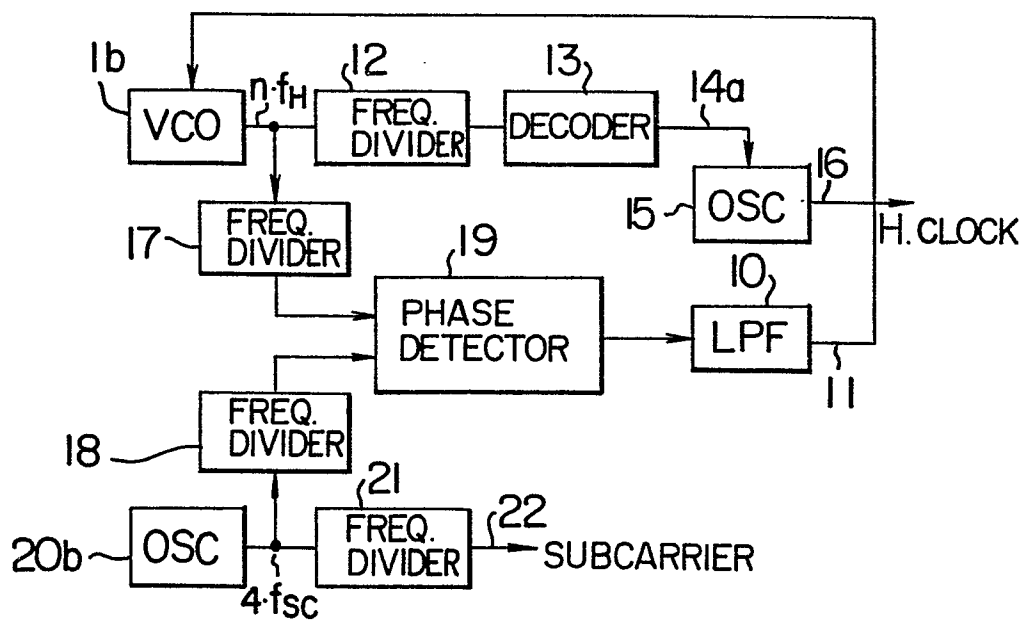 1b
VCO
n·fH
12
FREQ.
DIVIDER
13
DECODER
14a
15
OSC
16
H. CLOCK
17
FREQ.
DIVIDER
19
PHASE
DETECTOR
10
LPF
11
18
FREQ.
DIVIDER
20b
OSC
4·fSC
21
FREQ.
DIVIDER
22
SUBCARRIER